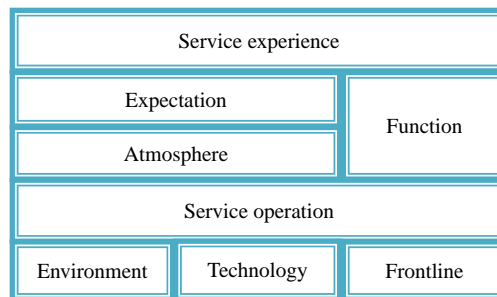 Service experience
Expectation
Function
Atmosphere
Service operation
Environment
Technology
Frontline